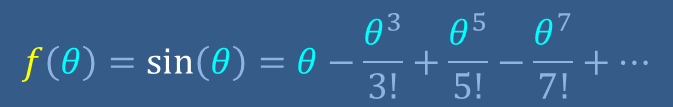 f(θ) = sin(θ) = θ − θ³/3! + θ⁵/5! − θ⁷/7! + ⋯